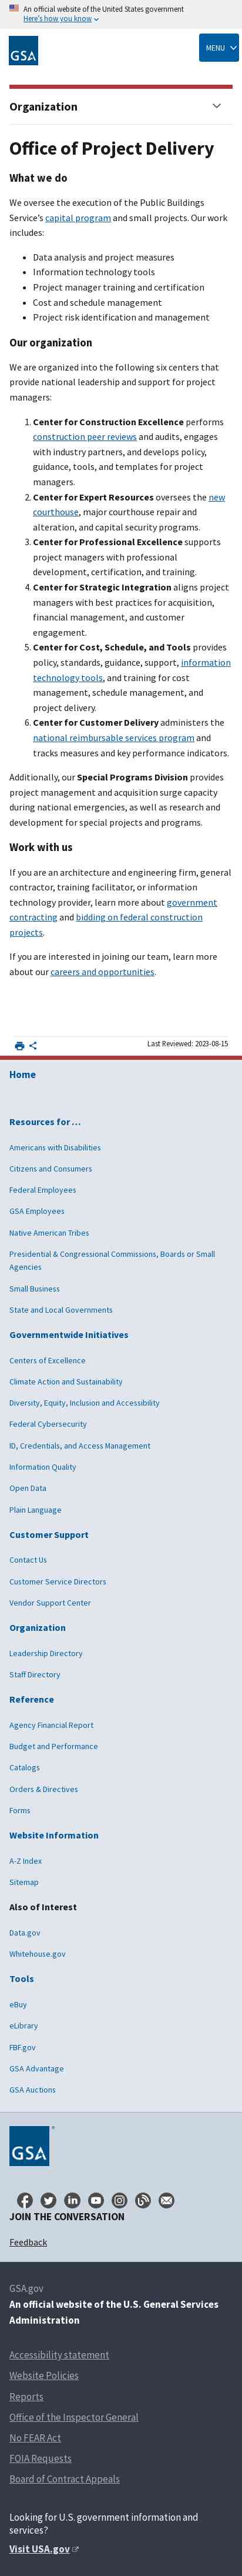 An official website of the United States government
Here's how you know
GSA
MENU
Organization
Office of Project Delivery
What we do
We oversee the execution of the Public Buildings
Service's capital program and small projects. Our work
includes:
• Data analysis and project measures
• Information technology tools
• Project manager training and certification
• Cost and schedule management
• Project risk identification and management
Our organization
We are organized into the following six centers that
provide national leadership and support for project
managers:
1. Center for Construction Excellence performs
construction peer reviews and audits, engages
with industry partners, and develops policy,
guidance, tools, and templates for project
managers.
2. Center for Expert Resources oversees the new
courthouse, major courthouse repair and
alteration, and capital security programs.
3. Center for Professional Excellence supports
project managers with professional
development, certification, and training.
4. Center for Strategic Integration aligns project
managers with best practices for acquisition,
financial management, and customer
engagement.
5. Center for Cost, Schedule, and Tools provides
policy, standards, guidance, support, information
technology tools, and training for cost
management, schedule management, and
project delivery.
6. Center for Customer Delivery administers the
national reimbursable services program and
tracks measures and key performance indicators.
Additionally, our Special Programs Division provides
project management and acquisition surge capacity
during national emergencies, as well as research and
development for special projects and programs.
Work with us
If you are an architecture and engineering firm, general
contractor, training facilitator, or information
technology provider, learn more about government
contracting and bidding on federal construction
projects.
If you are interested in joining our team, learn more
about our careers and opportunities.
Last Reviewed: 2023-08-15
Home
Resources for …
Americans with Disabilities
Citizens and Consumers
Federal Employees
GSA Employees
Native American Tribes
Presidential & Congressional Commissions, Boards or Small
Agencies
Small Business
State and Local Governments
Governmentwide Initiatives
Centers of Excellence
Climate Action and Sustainability
Diversity, Equity, Inclusion and Accessibility
Federal Cybersecurity
ID, Credentials, and Access Management
Information Quality
Open Data
Plain Language
Customer Support
Contact Us
Customer Service Directors
Vendor Support Center
Organization
Leadership Directory
Staff Directory
Reference
Agency Financial Report
Budget and Performance
Catalogs
Orders & Directives
Forms
Website Information
A-Z Index
Sitemap
Also of Interest
Data.gov
Whitehouse.gov
Tools
eBuy
eLibrary
FBF.gov
GSA Advantage
GSA Auctions
GSA
JOIN THE CONVERSATION
Feedback
GSA.gov
An official website of the U.S. General Services
Administration
Accessibility statement
Website Policies
Reports
Office of the Inspector General
No FEAR Act
FOIA Requests
Board of Contract Appeals
Looking for U.S. government information and
services?
Visit USA.gov